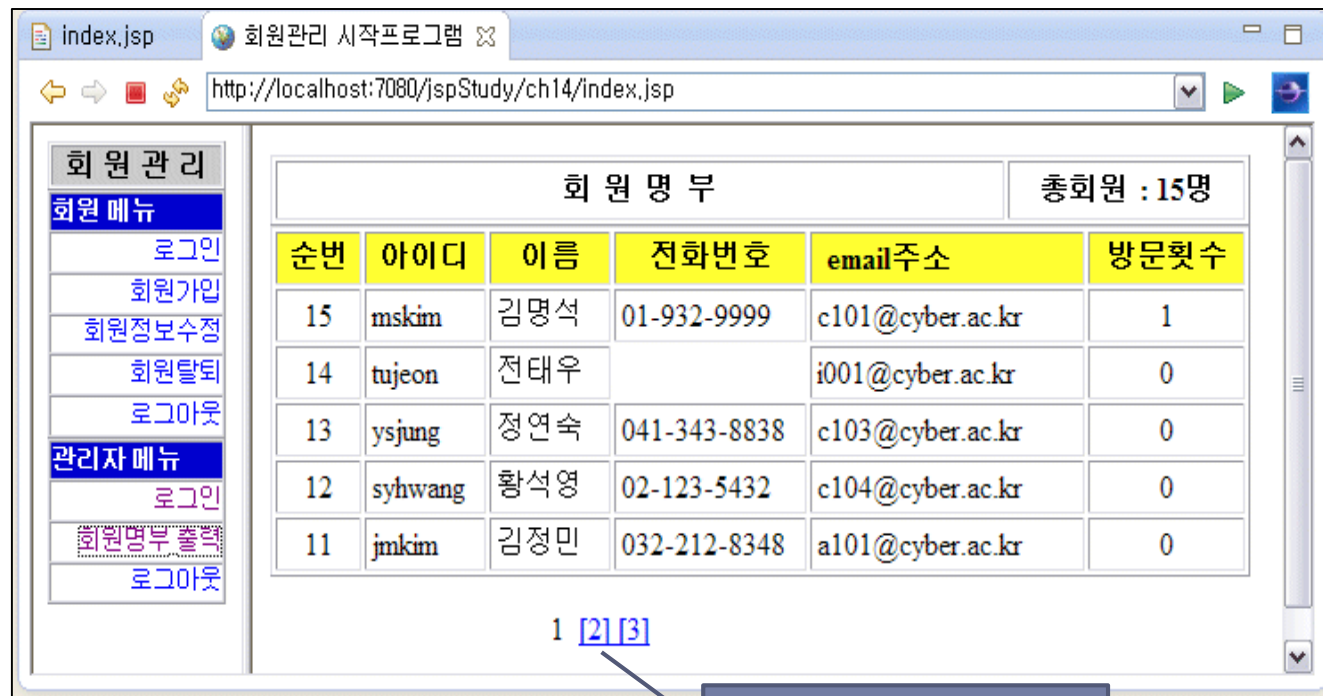 index.jsp 회원관리 시작프로그램
http://localhost:7080/jspStudy/ch14/index.jsp
회 원 관 리
회원 메뉴
로그인
회원가입
회원정보수정
회원탈퇴
로그아웃
관리자 메뉴
로그인
회원명부 출력
로그아웃
회 원 명 부 총회원 : 15명
순번 아이디 이름 전화번호 email주소 방문횟수
15 mskim 김명석 01-932-9999 c101@cyber.ac.kr 1
14 tujeon 전태우 i001@cyber.ac.kr 0
13 ysjung 정연숙 041-343-8838 c103@cyber.ac.kr 0
12 syhwang 황석영 02-123-5432 c104@cyber.ac.kr 0
11 jmkim 김정민 032-212-8348 a101@cyber.ac.kr 0
1 [2] [3]